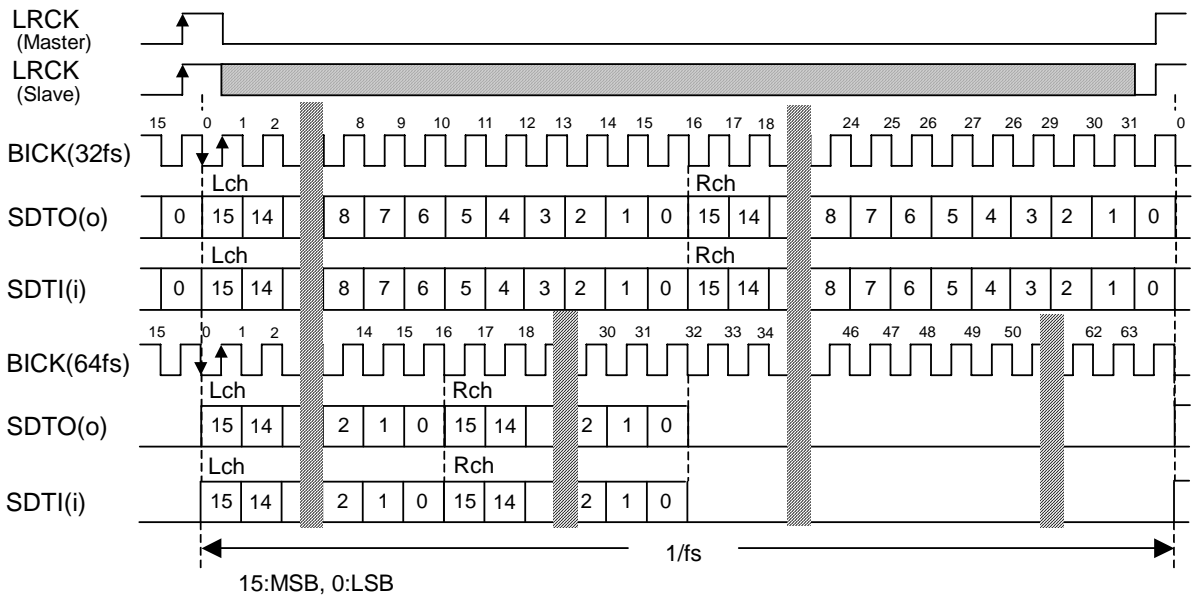 LRCK
(Master)
LRCK
(Slave)
15 0 1 2 8 9 10 11 12 13 14 15 16 17 18 24 25 26 27 26 29 30 31 0
BICK(32fs)
Lch Rch
SDTO(o) 0 15 14 8 7 6 5 4 3 2 1 0 15 14 8 7 6 5 4 3 2 1 0
Lch Rch
SDTI(i) 0 15 14 8 7 6 5 4 3 2 1 0 15 14 8 7 6 5 4 3 2 1 0
15 0 1 2 14 15 16 17 18 30 31 32 33 34 46 47 48 49 50 62 63
BICK(64fs)
Lch Rch
SDTO(o) 15 14 2 1 0 15 14 2 1 0
Lch Rch
SDTI(i) 15 14 2 1 0 15 14 2 1 0
1/fs
15:MSB, 0:LSB